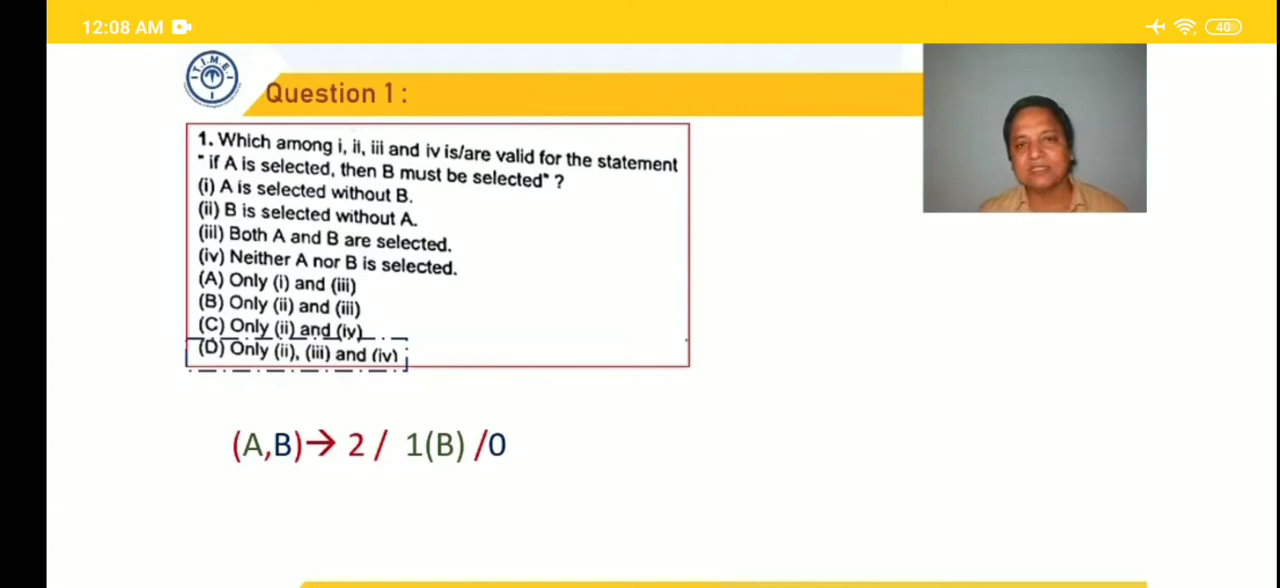 12:08 AM
40
T.I.M.E.
Question 1 :
1. Which among i, ii, iii and iv is/are valid for the statement
" if A is selected, then B must be selected" ?
(i) A is selected without B.
(ii) B is selected without A.
(iii) Both A and B are selected.
(iv) Neither A nor B is selected.
(A) Only (i) and (iii)
(B) Only (ii) and (iii)
(C) Only (ii) and (iv)
(D) Only (ii), (iii) and (iv)
(A,B)→ 2 / 1(B) /0